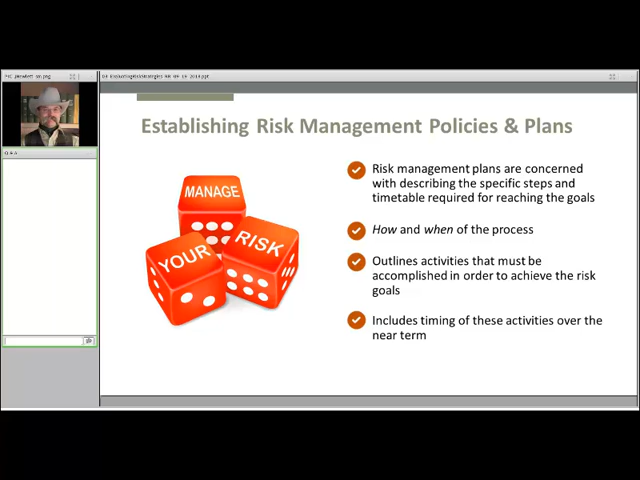 Q & A
Establishing Risk Management Policies & Plans
MANAGE
YOUR
RISK
Risk management plans are concerned
with describing the specific steps and
timetable required for reaching the goals
How and when of the process
Outlines activities that must be
accomplished in order to achieve the risk
goals
Includes timing of these activities over the
near term